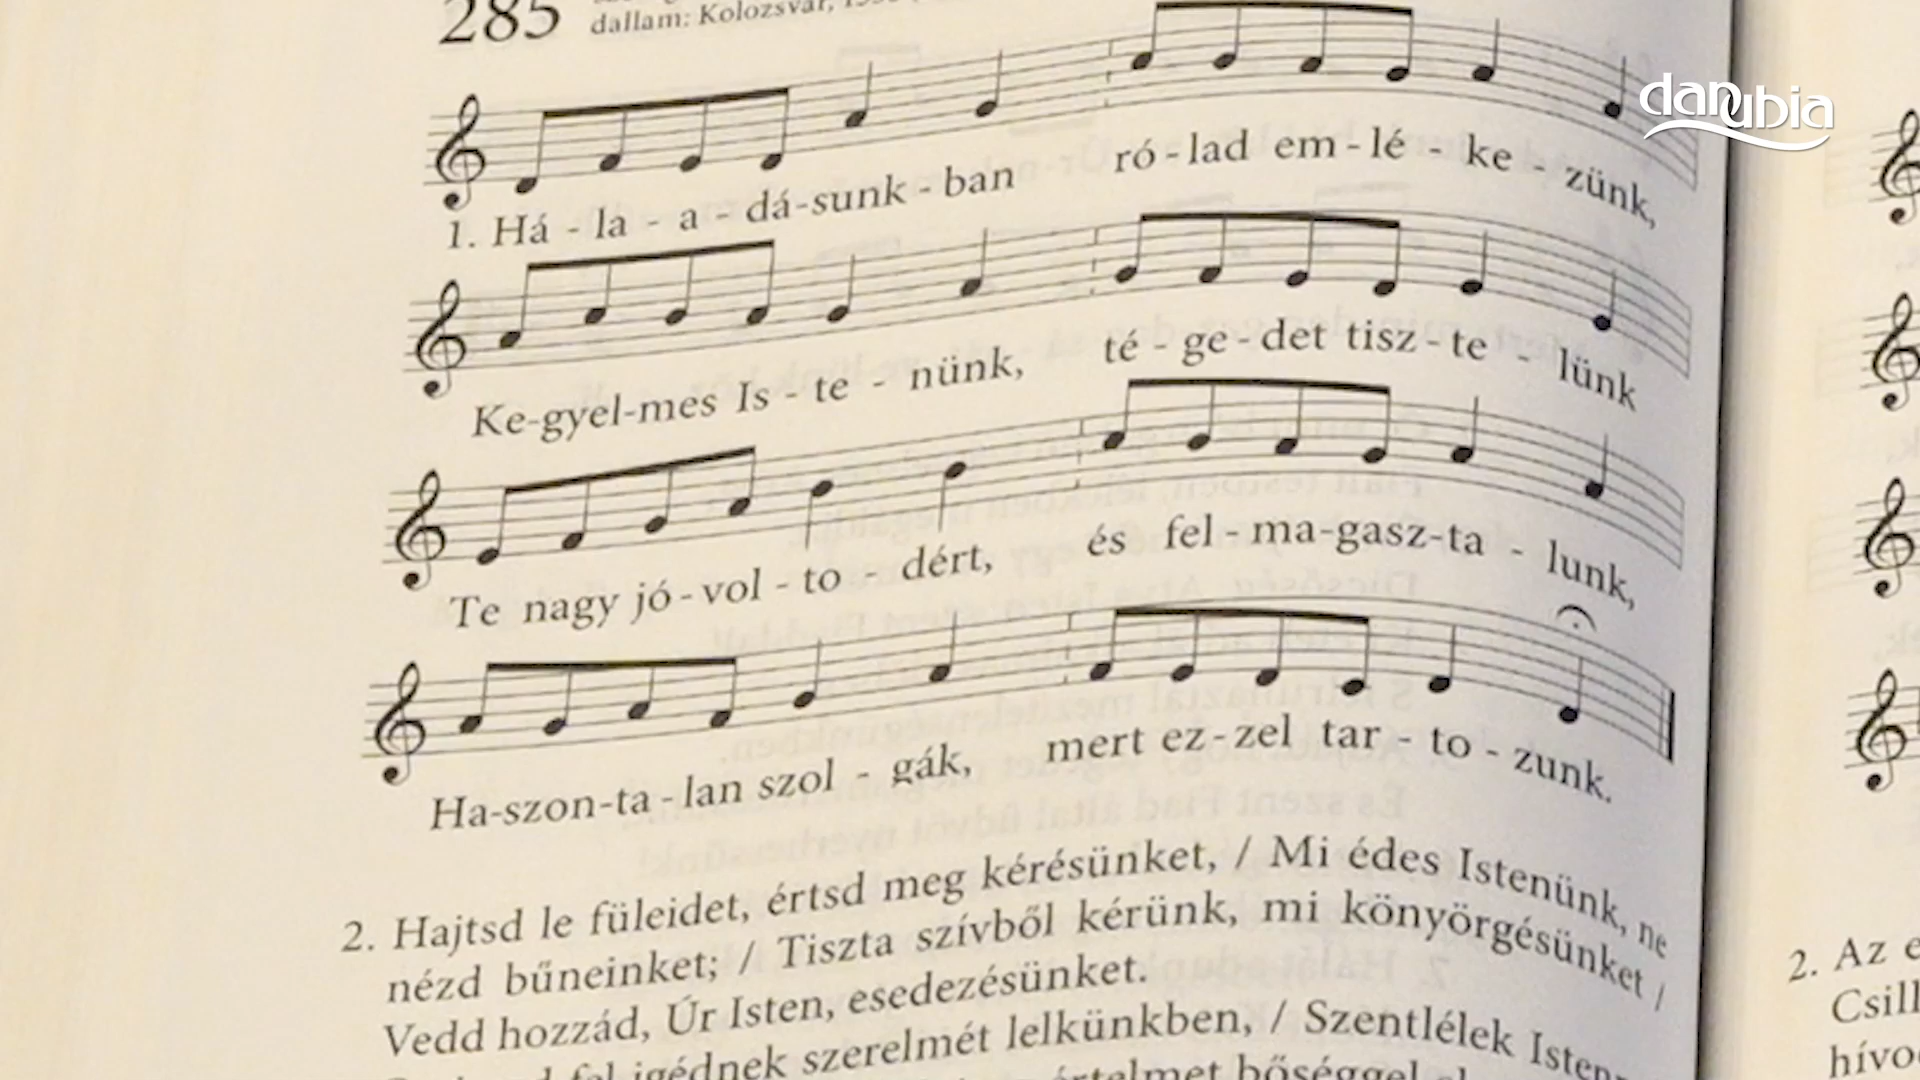 285
dallam: Kolozsvár,
danubia
1. Há - la - a - dá-sunk - ban ró - lad em - lé - ke - zünk,
Ke-gyel-mes Is - te - nünk, té - ge - det tisz - te - lünk
Te nagy jó - vol - to - dért, és fel - ma-gasz-ta - lunk,
Ha-szon-ta - lan szol - gák, mert ez - zel tar - to - zunk.
2. Hajtsd le füleidet, értsd meg kérésünket, / Mi édes Istenünk, ne
nézd bűneinket; / Tiszta szívből kérünk, mi könyörgésünket /
Vedd hozzád, Úr Isten, esedezésünket.
igédnek szerelmét lelkünkben, / Szentlélek
bőséggel
2. Az